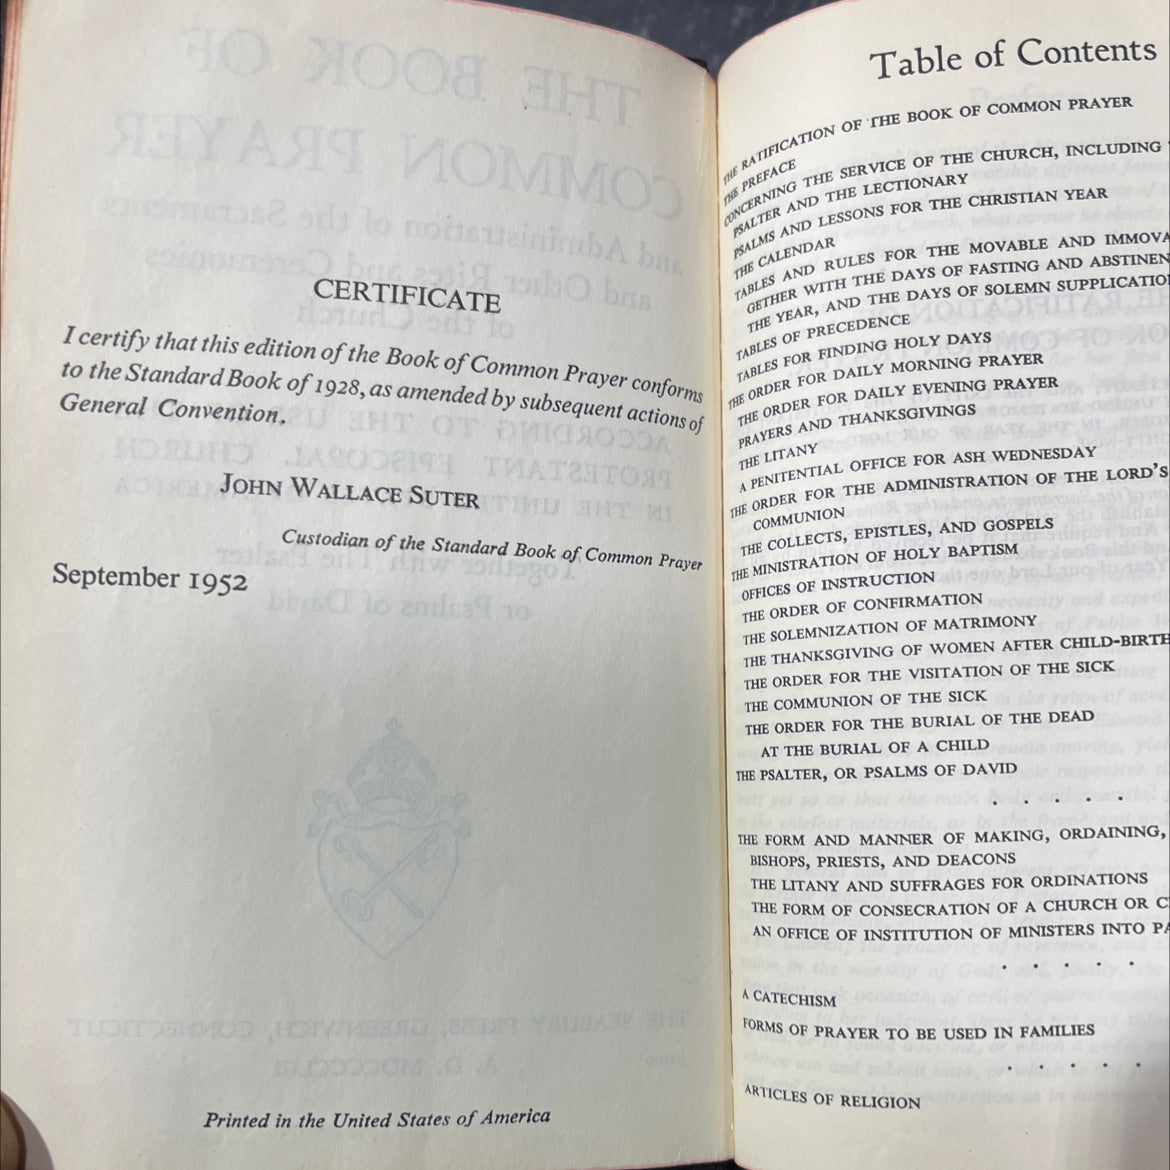 CERTIFICATE
I certify that this edition of the Book of Common Prayer conforms
to the Standard Book of 1928, as amended by subsequent actions of
General Convention.
JOHN WALLACE SUTER
Custodian of the Standard Book of Common Prayer
September 1952
Printed in the United States of America
Table of Contents
THE RATIFICATION OF THE BOOK OF COMMON PRAYER
THE PREFACE
CONCERNING THE SERVICE OF THE CHURCH, INCLUDING
PSALTER AND THE LECTIONARY
PSALMS AND LESSONS FOR THE CHRISTIAN YEAR
THE CALENDAR
TABLES AND RULES FOR THE MOVABLE AND IMMOVA
GETHER WITH THE DAYS OF FASTING AND ABSTINEN
THE YEAR, AND THE DAYS OF SOLEMN SUPPLICATIO
TABLES OF PRECEDENCE
TABLES FOR FINDING HOLY DAYS
THE ORDER FOR DAILY MORNING PRAYER
THE ORDER FOR DAILY EVENING PRAYER
PRAYERS AND THANKSGIVINGS
THE LITANY
A PENITENTIAL OFFICE FOR ASH WEDNESDAY
THE ORDER FOR THE ADMINISTRATION OF THE LORD'S
COMMUNION
THE COLLECTS, EPISTLES, AND GOSPELS
THE MINISTRATION OF HOLY BAPTISM
OFFICES OF INSTRUCTION
THE ORDER OF CONFIRMATION
THE SOLEMNIZATION OF MATRIMONY
THE THANKSGIVING OF WOMEN AFTER CHILD-BIRTH
THE ORDER FOR THE VISITATION OF THE SICK
THE COMMUNION OF THE SICK
THE ORDER FOR THE BURIAL OF THE DEAD
AT THE BURIAL OF A CHILD
THE PSALTER, OR PSALMS OF DAVID
. . . . .
THE FORM AND MANNER OF MAKING, ORDAINING,
BISHOPS, PRIESTS, AND DEACONS
THE LITANY AND SUFFRAGES FOR ORDINATIONS
THE FORM OF CONSECRATION OF A CHURCH OR C
AN OFFICE OF INSTITUTION OF MINISTERS INTO PA
. . . . .
A CATECHISM
FORMS OF PRAYER TO BE USED IN FAMILIES
. . . . .
ARTICLES OF RELIGION